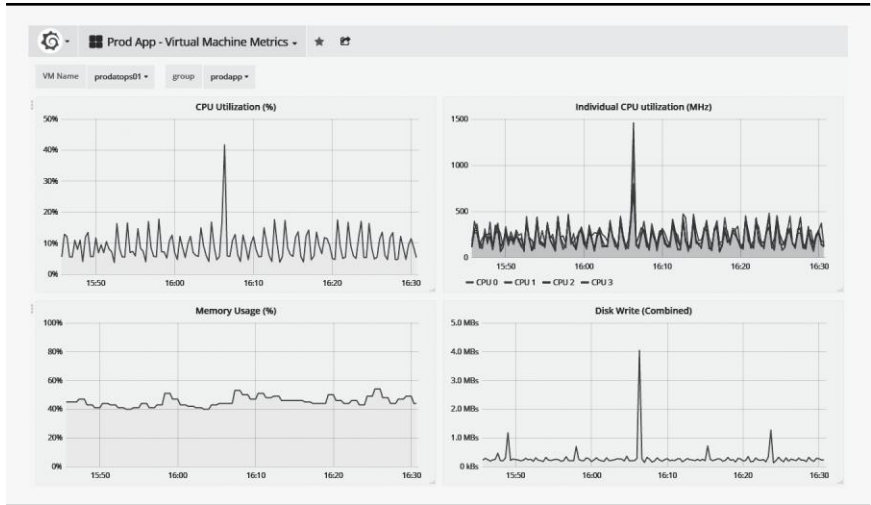 Prod App - Virtual Machine Metrics
VM Name prodatops01 group prodapp
CPU Utilization (%)
50%
40%
30%
20%
10%
0%
15:50 16:00 16:10 16:20 16:30
Individual CPU utilization (MHz)
1500
1000
500
0
15:50 16:00 16:10 16:20 16:30
CPU 0 CPU 1 CPU 2 CPU 3
Memory Usage (%)
100%
80%
60%
40%
20%
0%
15:50 16:00 16:10 16:20 16:30
Disk Write (Combined)
5.0 MBs
4.0 MBs
3.0 MBs
2.0 MBs
1.0 MBs
0 kBs
15:50 16:00 16:10 16:20 16:30